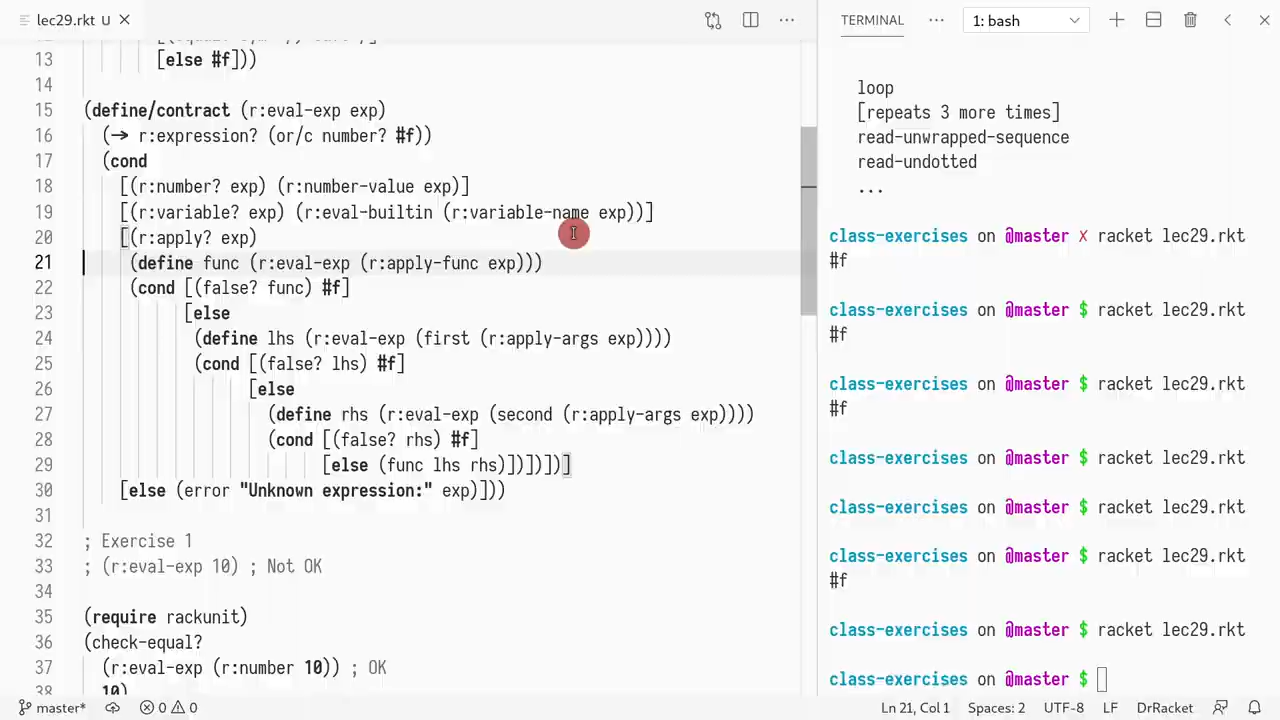 lec29.rkt U
TERMINAL
1: bash
13 [else #f]))
14
15 (define/contract (r:eval-exp exp)
16 (→ r:expression? (or/c number? #f))
17 (cond
18 [(r:number? exp) (r:number-value exp)]
19 [(r:variable? exp) (r:eval-builtin (r:variable-name exp))]
20 [(r:apply? exp)
21 (define func (r:eval-exp (r:apply-func exp)))
22 (cond [(false? func) #f]
23 [else
24 (define lhs (r:eval-exp (first (r:apply-args exp))))
25 (cond [(false? lhs) #f]
26 [else
27 (define rhs (r:eval-exp (second (r:apply-args exp))))
28 (cond [(false? rhs) #f]
29 [else (func lhs rhs)])])])]
30 [else (error "Unknown expression:" exp)]))
31
32 ; Exercise 1
33 ; (r:eval-exp 10) ; Not OK
34
35 (require rackunit)
36 (check-equal?
37 (r:eval-exp (r:number 10)) ; OK
38 10)
loop
[repeats 3 more times]
read-unwrapped-sequence
read-undotted
...
class-exercises on @master ✗ racket lec29.rkt
#f
class-exercises on @master $ racket lec29.rkt
#f
class-exercises on @master $ racket lec29.rkt
#f
class-exercises on @master $ racket lec29.rkt
class-exercises on @master $ racket lec29.rkt
class-exercises on @master $ racket lec29.rkt
#f
class-exercises on @master $ racket lec29.rkt
class-exercises on @master $
master* 0 0 Ln 21, Col 1 Spaces: 2 UTF-8 LF DrRacket